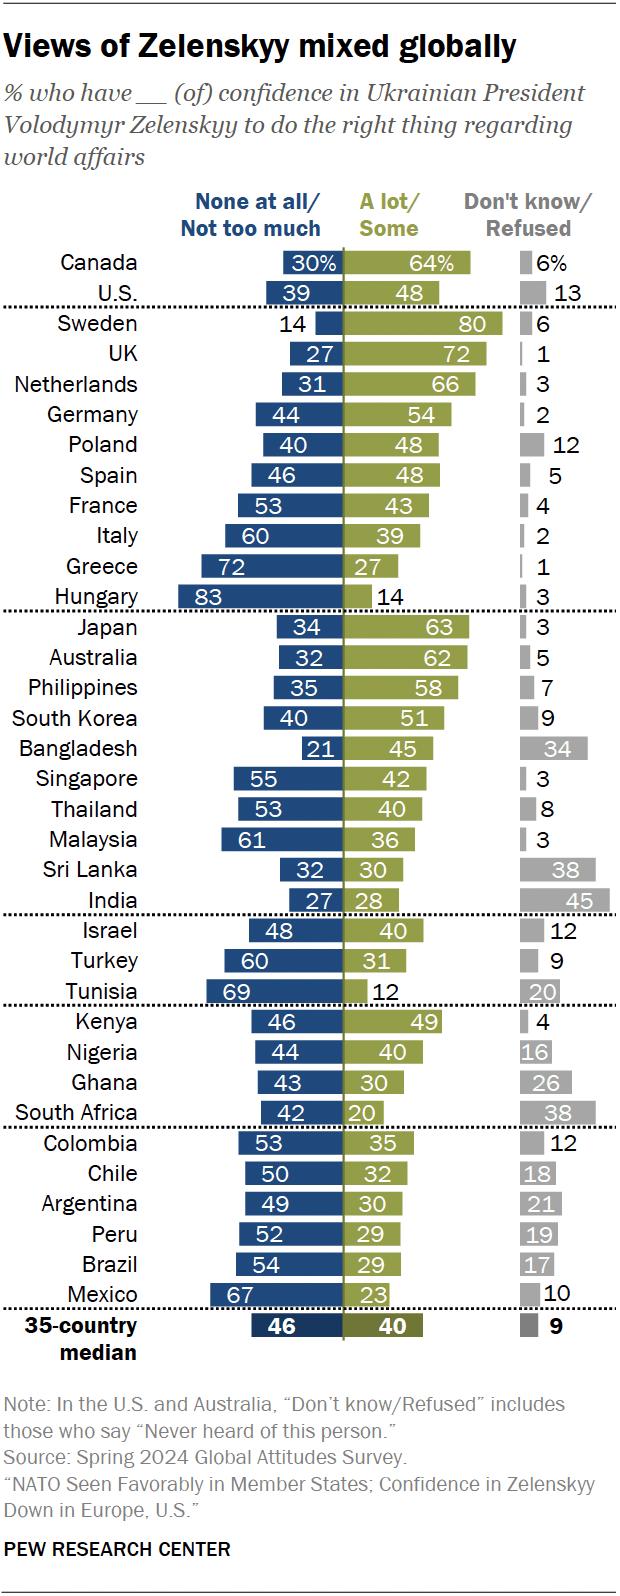 Views of Zelenskyy mixed globally
% who have __ (of) confidence in Ukrainian President
Volodymyr Zelenskyy to do the right thing regarding
world affairs
None at all/ A lot/ Don't know/
Not too much Some Refused
Canada 30% 64% 6%
U.S. 39 48 13
Sweden 14 80 6
UK 27 72 1
Netherlands 31 66 3
Germany 44 54 2
Poland 40 48 12
Spain 46 48 5
France 53 43 4
Italy 60 39 2
Greece 72 27 1
Hungary 83 14 3
Japan 34 63 3
Australia 32 62 5
Philippines 35 58 7
South Korea 40 51 9
Bangladesh 21 45 34
Singapore 55 42 3
Thailand 53 40 8
Malaysia 61 36 3
Sri Lanka 32 30 38
India 27 28 45
Israel 48 40 12
Turkey 60 31 9
Tunisia 69 12 20
Kenya 46 49 4
Nigeria 44 40 16
Ghana 43 30 26
South Africa 42 20 38
Colombia 53 35 12
Chile 50 32 18
Argentina 49 30 21
Peru 52 29 19
Brazil 54 29 17
Mexico 67 23 10
35-country 46 40 9
median
Note: In the U.S. and Australia, “Don’t know/Refused” includes
those who say “Never heard of this person.”
Source: Spring 2024 Global Attitudes Survey.
“NATO Seen Favorably in Member States; Confidence in Zelenskyy
Down in Europe, U.S.”
PEW RESEARCH CENTER